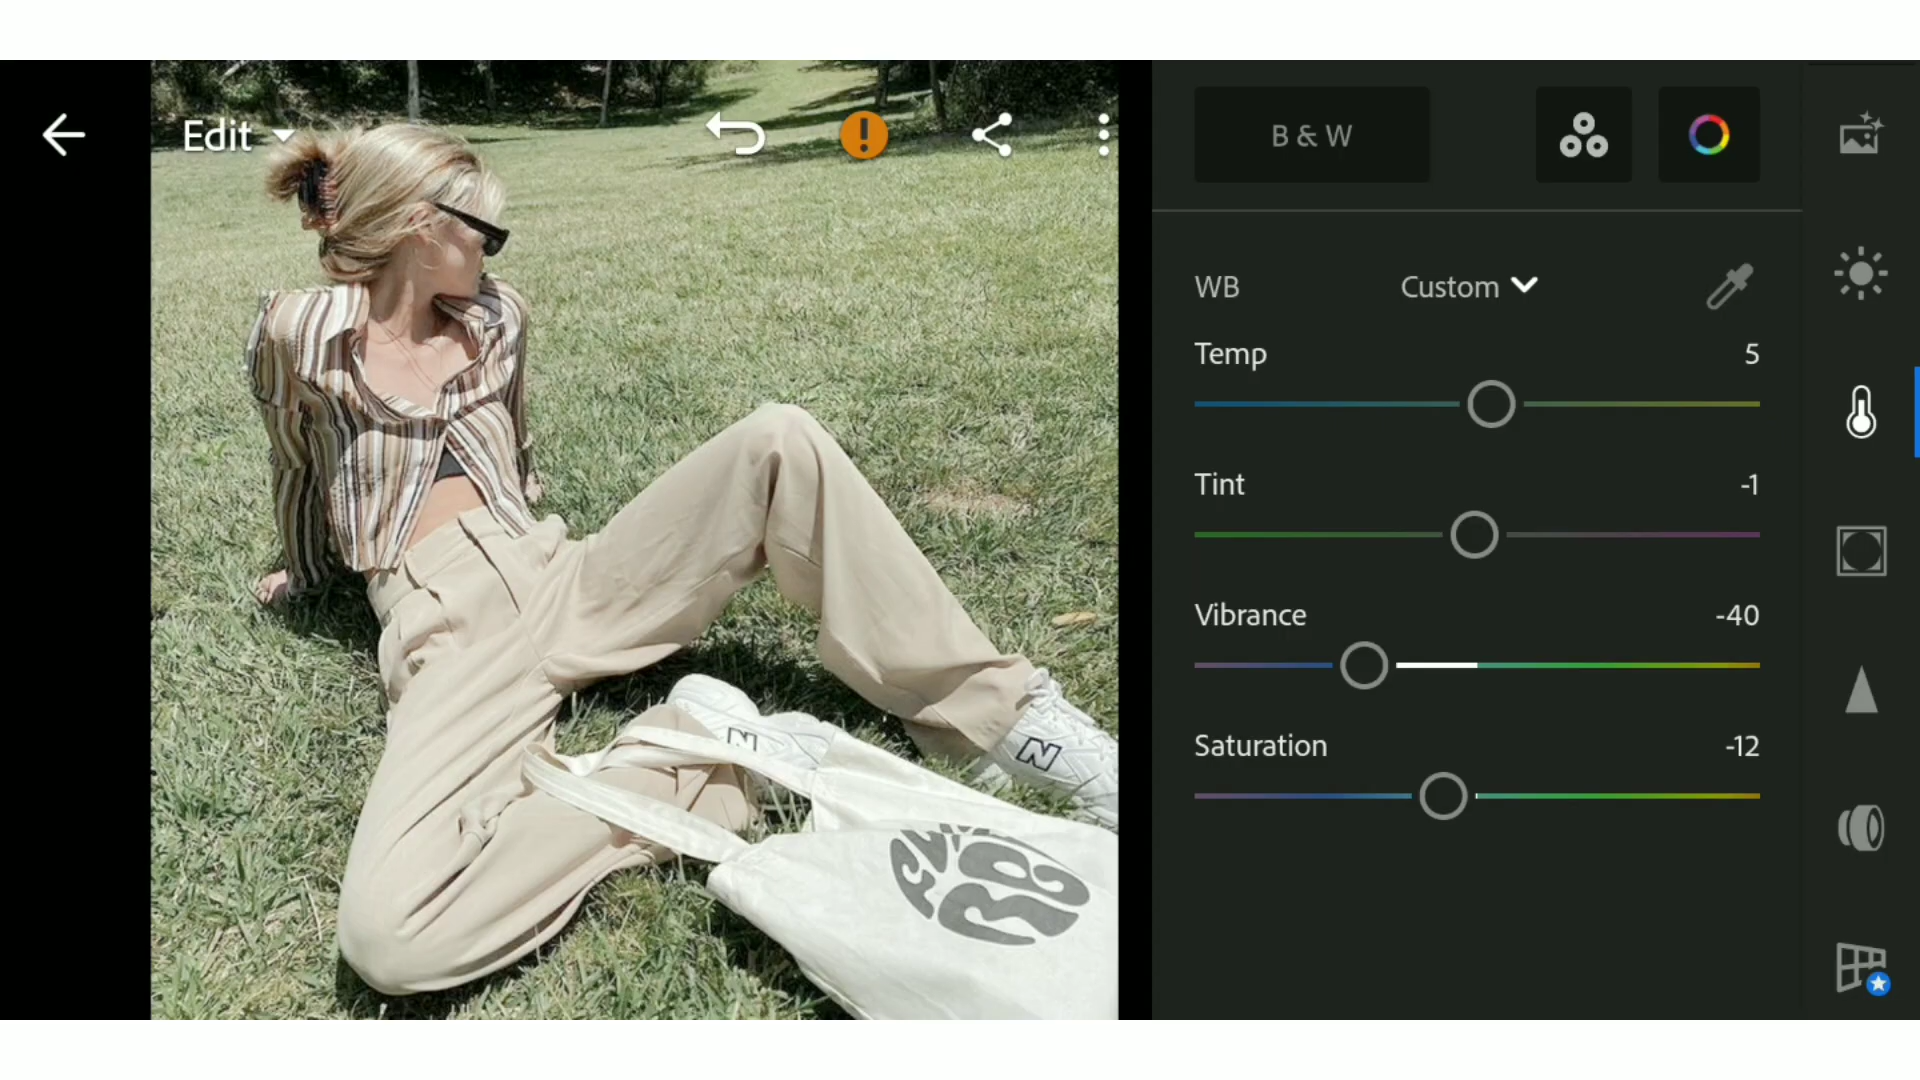 Edit
B & W
WB Custom
Temp 5
Tint -1
Vibrance -40
Saturation -12
N
N